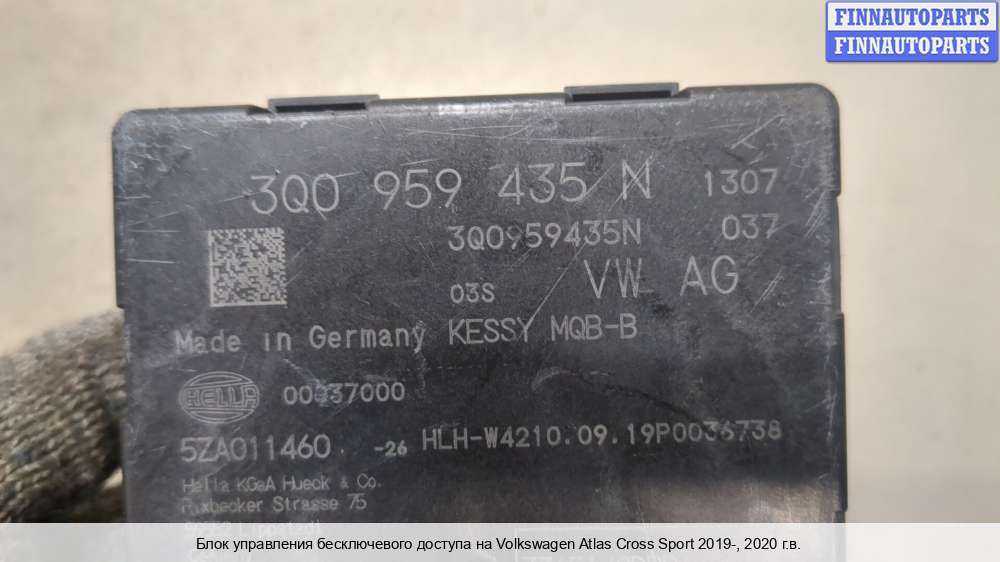 FINNAUTOPARTS
FINNAUTOPARTS
3Q0 959 435 N 1307
3Q0959435N 037
03S VW AG
Made in Germany KESSY MQB-B
HELLA 00037000
5ZA011460 -26 HLH-W4210.09.19P0036738
Hella KGaA Hueck & Co.
Rixbecker Strasse 75
Блок управления бесключевого доступа на Volkswagen Atlas Cross Sport 2019-, 2020 г.в.